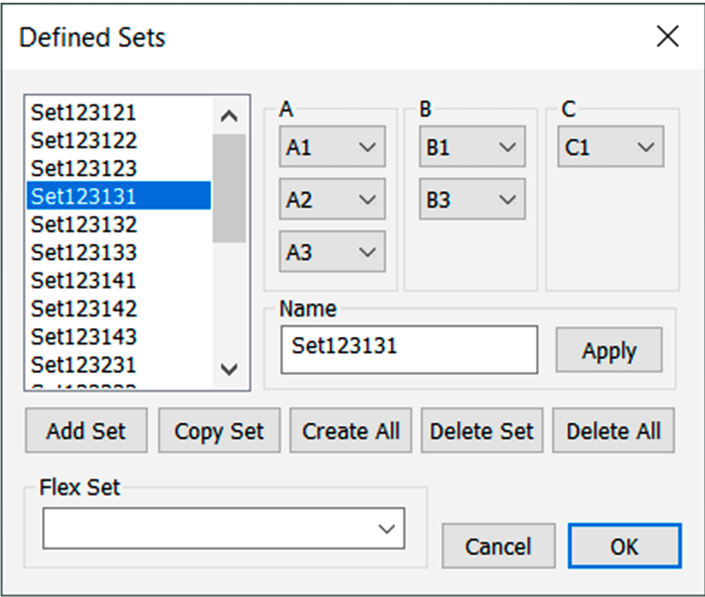 Defined Sets
Set123121
Set123122
Set123123
Set123131
Set123132
Set123133
Set123141
Set123142
Set123143
Set123231
A
A1
A2
A3
B
B1
B3
C
C1
Name
Set123131
Apply
Add Set
Copy Set
Create All
Delete Set
Delete All
Flex Set
Cancel
OK